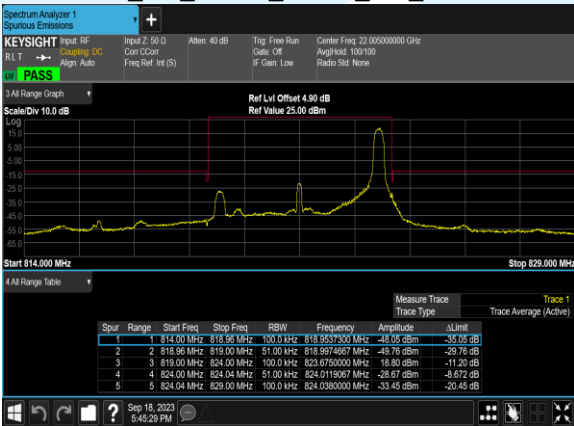 Spectrum Analyzer 1
Spurious Emissions
KEYSIGHT Input: RF Input Z: 50 Ω Atten: 40 dB Trig: Free Run Center Freq: 22.005000000 GHz
RLT Coupling: DC Corr CCorr Gate: Off Avg|Hold: 100/100
Align: Auto Freq Ref: Int (S) IF Gain: Low Radio Std: None
PASS
3 All Range Graph
Ref Lvl Offset 4.90 dB
Scale/Div 10.0 dB Ref Value 25.00 dBm
Log
15.0
5.00
-5.00
-15.0
-25.0
-35.0
-45.0
-55.0
-65.0
Start 814.000 MHz Stop 829.000 MHz
4 All Range Table
Measure Trace Trace 1
Trace Type Trace Average (Active)
Spur Range Start Freq Stop Freq RBW Frequency Amplitude ΔLimit
1 1 814.00 MHz 818.96 MHz 100.0 kHz 818.9537300 MHz -48.05 dBm -35.05 dB
2 2 818.96 MHz 819.00 MHz 51.00 kHz 818.9974667 MHz -49.76 dBm -29.76 dB
3 3 819.00 MHz 824.00 MHz 100.0 kHz 823.6750000 MHz 18.80 dBm -11.20 dB
4 4 824.00 MHz 824.04 MHz 51.00 kHz 824.0119067 MHz -28.67 dBm -8.672 dB
5 5 824.04 MHz 829.00 MHz 100.0 kHz 824.0380000 MHz -33.45 dBm -20.45 dB
Sep 18, 2023
5:45:29 PM